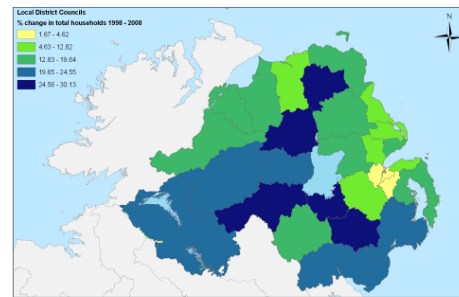 Local District Councils
% change in total households 1998 - 2008
1.67 - 4.62
4.63 - 12.82
12.83 - 19.64
19.65 - 24.55
24.56 - 30.13
N